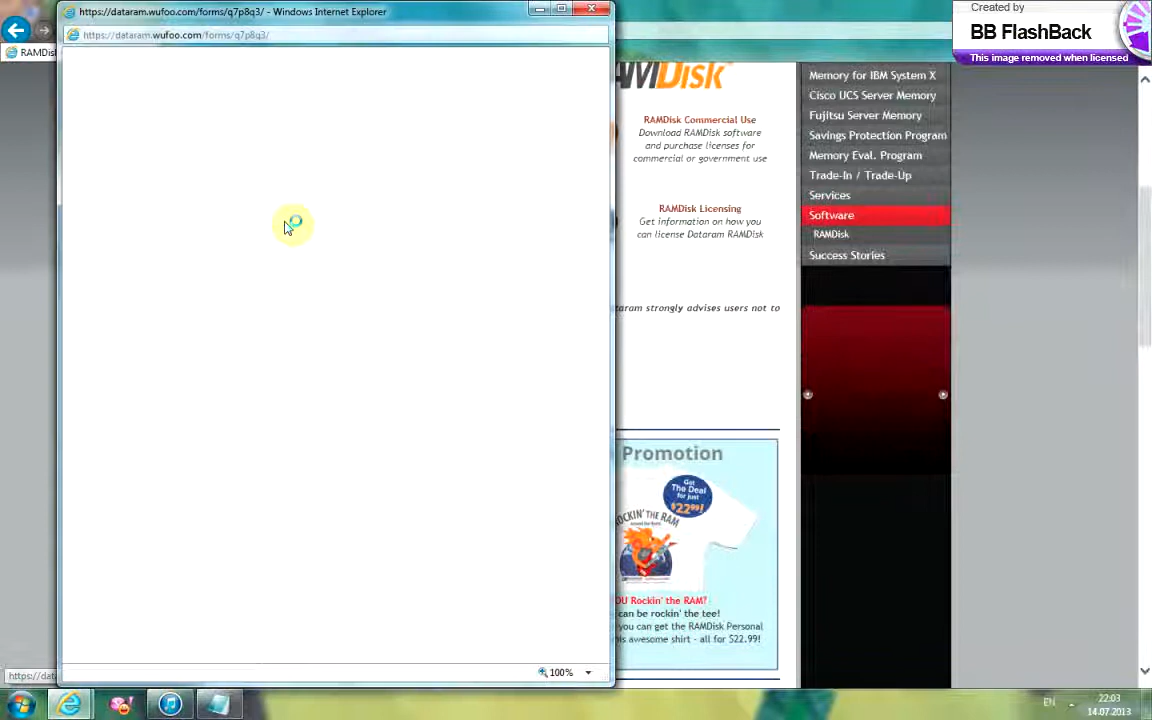 https://dataram.wufoo.com/forms/q7p8q3/ - Windows Internet Explorer
https://dataram.wufoo.com/forms/q7p8q3/
Created by
BB FlashBack
This image removed when licensed
RAMDis
AMDisk
RAMDisk Commercial Use
Download RAMDisk software
and purchase licenses for
commercial or government use
RAMDisk Licensing
Get information on how you
can license Dataram RAMDisk
taram strongly advises users not to
Memory for IBM System X
Cisco UCS Server Memory
Fujitsu Server Memory
Savings Protection Program
Memory Eval. Program
Trade-In / Trade-Up
Services
Software
RAMDisk
Success Stories
Promotion
Get
The Deal
for just
$22.99!
ROCKIN' THE RAM
OU Rockin' the RAM?
can be rockin' the tee!
you can get the RAMDisk Personal
his awesome shirt - all for $22.99!
100%
https://dat
EN
22:03
14.07.2013